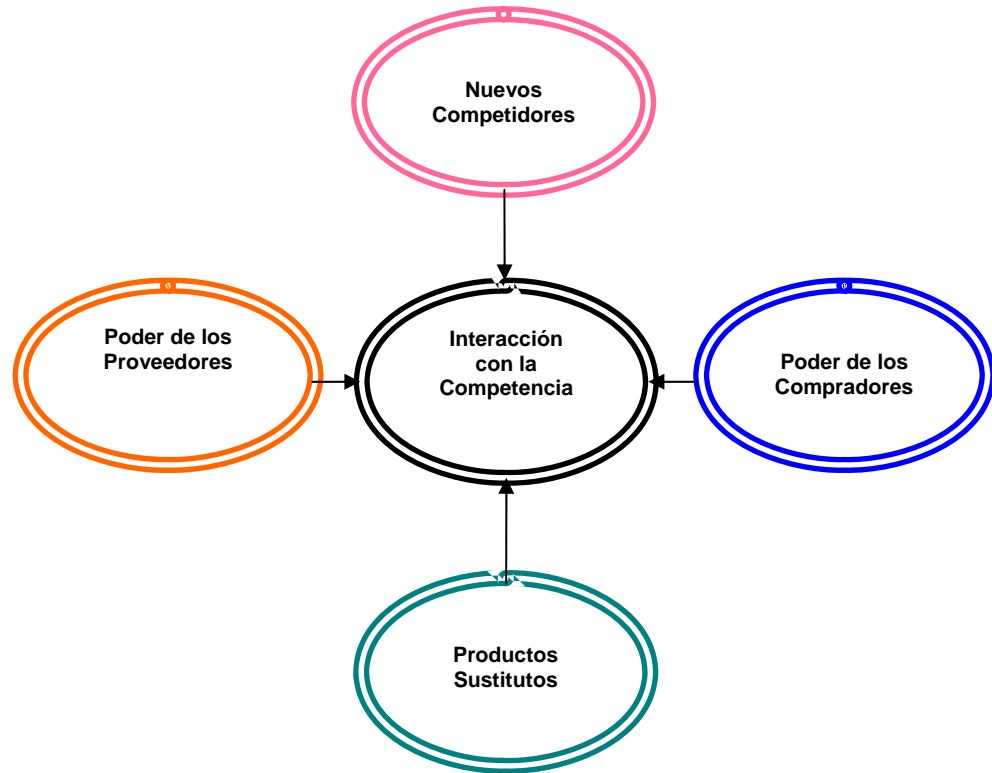 Nuevos
Competidores
Poder de los
Proveedores
Interacción
con la
Competencia
Poder de los
Compradores
Productos
Sustitutos